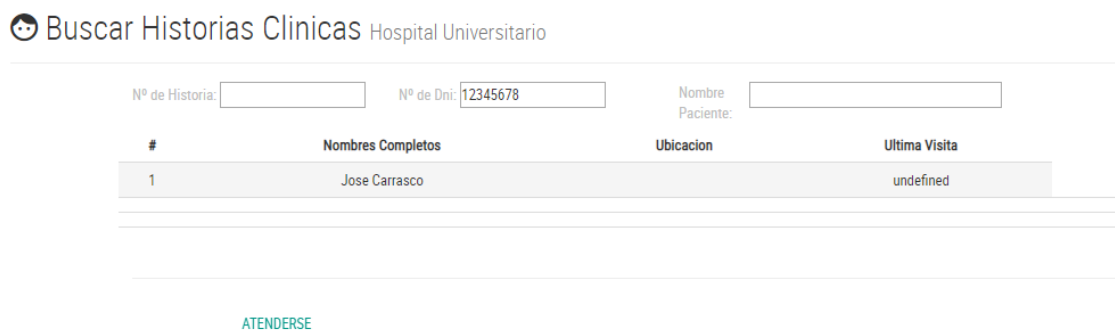 Buscar Historias Clinicas Hospital Universitario
Nº de Historia: Nº de Dni: 12345678 Nombre Paciente:
# Nombres Completos Ubicacion Ultima Visita
1 Jose Carrasco undefined
ATENDERSE